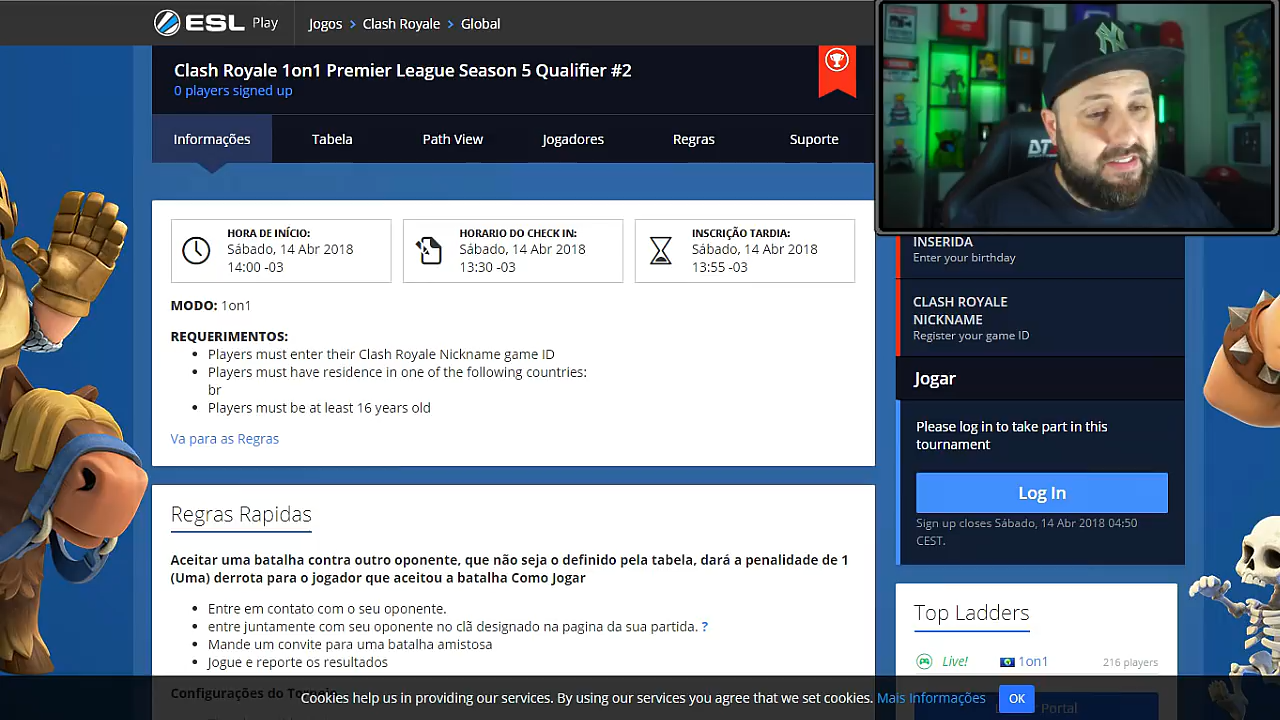 ESL Play
Jogos > Clash Royale > Global
Clash Royale 1on1 Premier League Season 5 Qualifier #2
0 players signed up
Informações
Tabela
Path View
Jogadores
Regras
Suporte
HORA DE INÍCIO:
Sábado, 14 Abr 2018
14:00 -03
HORARIO DO CHECK IN:
Sábado, 14 Abr 2018
13:30 -03
INSCRIÇÃO TARDIA:
Sábado, 14 Abr 2018
13:55 -03
MODO: 1on1
REQUERIMENTOS:
• Players must enter their Clash Royale Nickname game ID
• Players must have residence in one of the following countries:
br
• Players must be at least 16 years old
Va para as Regras
Regras Rapidas
Aceitar uma batalha contra outro oponente, que não seja o definido pela tabela, dará a penalidade de 1
(Uma) derrota para o jogador que aceitou a batalha Como Jogar
• Entre em contato com o seu oponente.
• entre juntamente com seu oponente no clã designado na pagina da sua partida. ?
• Mande um convite para uma batalha amistosa
• Jogue e reporte os resultados
Configurações do Torneio
INSERIDA
Enter your birthday
CLASH ROYALE
NICKNAME
Register your game ID
Jogar
Please log in to take part in this
tournament
Log In
Sign up closes Sábado, 14 Abr 2018 04:50
CEST.
Top Ladders
Live!
1on1
216 players
Portal
Cookies help us in providing our services. By using our services you agree that we set cookies. Mais Informações
OK